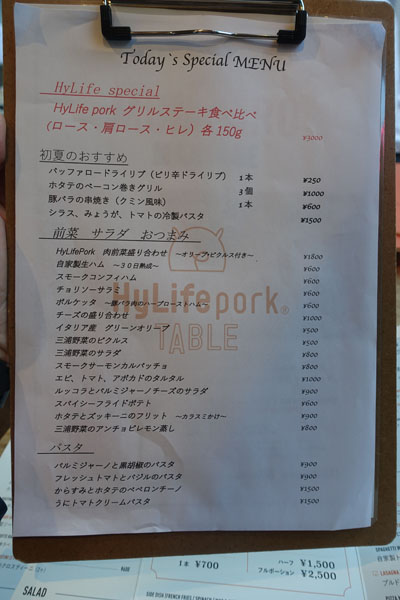 Today`s Special MENU
HyLife special
HyLife pork グリルステーキ食べ比べ
(ロース・肩ロース・ヒレ) 各150g ¥3000
初夏のおすすめ
バッファロードライリブ（ピリ辛ドライリブ） 1本 ¥250
ホタテのベーコン巻きグリル 3個 ¥1000
豚バラの串焼き（クミン風味） 1本 ¥600
シラス、みょうが、トマトの冷製パスタ ¥1500
前菜 サラダ おつまみ
HyLifePork 肉前菜盛り合わせ ～オリーブ・ピクルス付き～ ¥1800
自家製生ハム ～３０日熟成～ ¥600
スモークコンフィハム ¥600
チョリソーサラミ ¥600
ポルケッタ ～豚バラ肉のハーブローストハム～ ¥600
チーズの盛り合わせ ¥1000
イタリア産 グリーンオリーブ ¥500
三浦野菜のピクルス ¥500
三浦野菜のサラダ ¥800
スモークサーモンカルパッチョ ¥800
エビ、トマト、アボカドのタルタル ¥1000
ルッコラとパルミジャーノチーズのサラダ ¥900
スパイシーフライドポテト ¥600
ホタテとズッキーニのフリット ～カラスミかけ～ ¥900
三浦野菜のアンチョビレモン蒸し ¥800
HyLifepork®
TABLE
パスタ
パルミジャーノと黒胡椒のパスタ ¥900
フレッシュトマトとバジルのパスタ ¥900
からすみとホタテのペペロンチーノ ¥1500
うにトマトクリームパスタ ¥1500
1本 ¥700
ハーフ ¥1,500
フルポーション ¥2,500
SALAD
LASAGNA